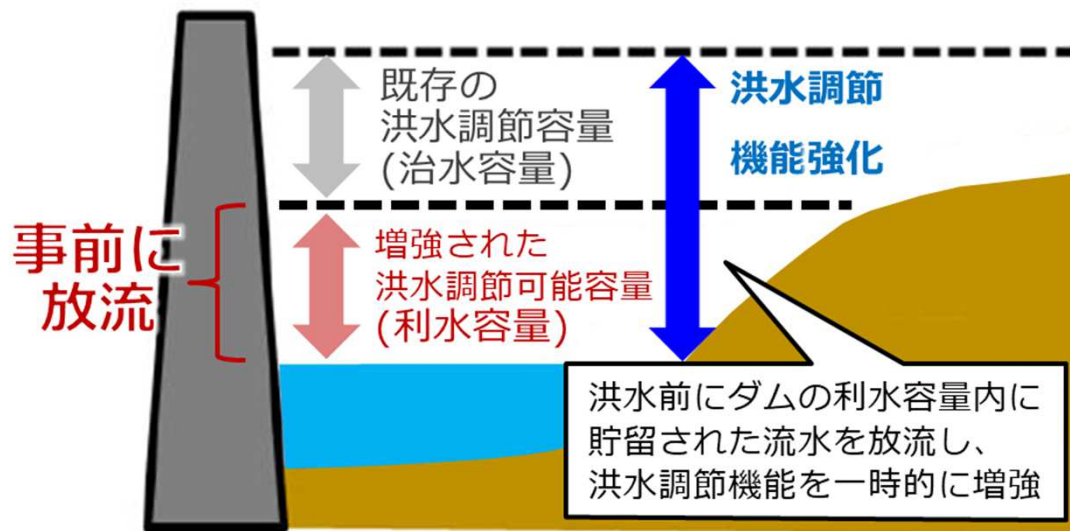 既存の
洪水調節容量
(治水容量)
洪水調節
機能強化
事前に
放流
増強された
洪水調節可能容量
(利水容量)
洪水前にダムの利水容量内に
貯留された流水を放流し、
洪水調節機能を一時的に増強